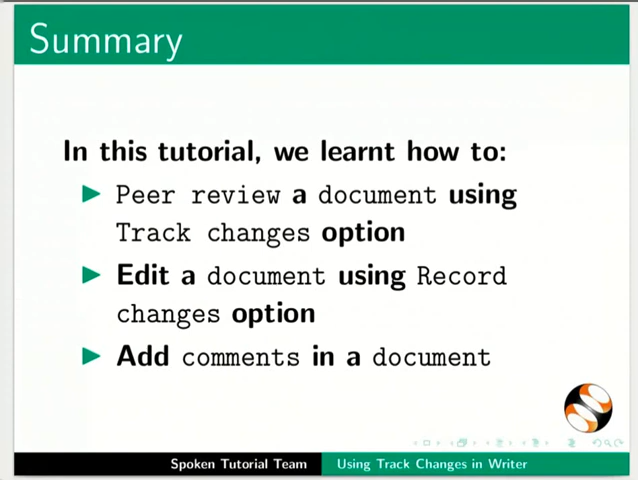 Summary
In this tutorial, we learnt how to:
Peer review a document using
Track changes option
Edit a document using Record
changes option
Add comments in a document
Spoken Tutorial Team Using Track Changes in Writer